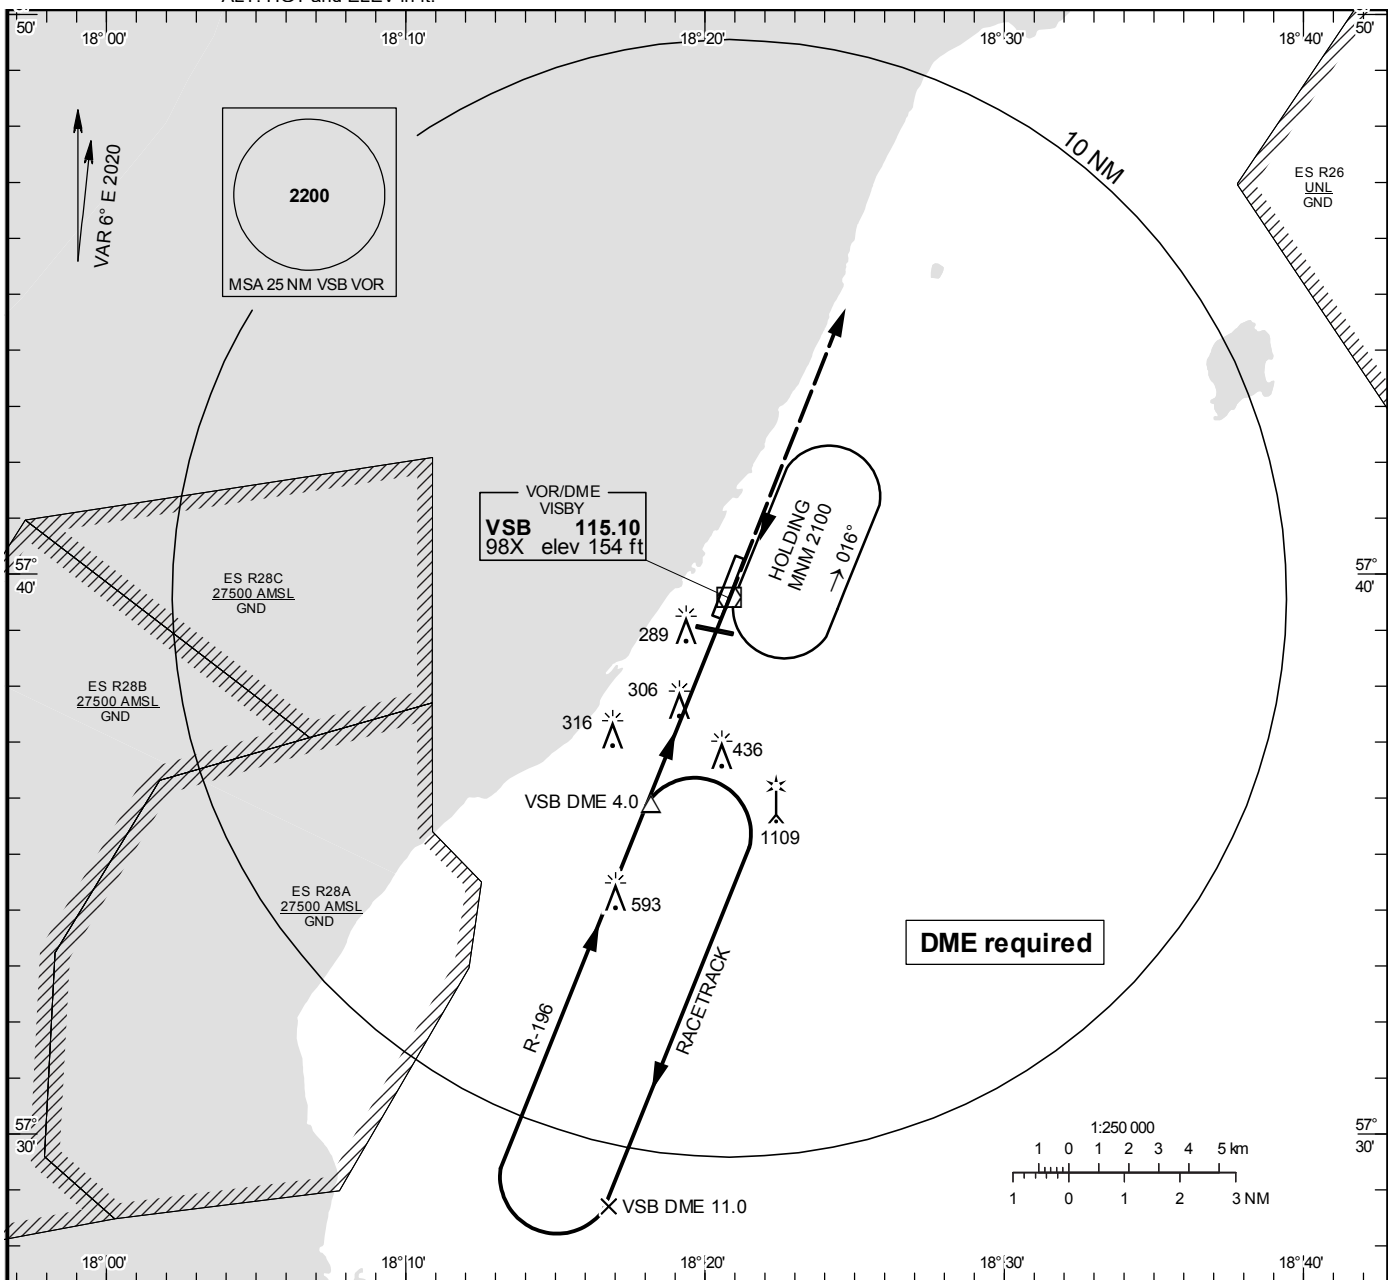 18° 00'
18° 10'
18° 20'
18° 30'
18° 40'
50'
50'
VAR 6° E 2020
2200
MSA 25 NM VSB VOR
10 NM
ES R26
UNL
GND
VOR/DME
VISBY
VSB 115.10
98X elev 154 ft
HOLDING
MNM 2100
→ 016°
57°
40'
57°
40'
ES R28C
27500 AMSL
GND
289
306
316
436
ES R28B
27500 AMSL
GND
VSB DME 4.0
1109
ES R28A
27500 AMSL
GND
593
DME required
R-196
RACETRACK
57°
30'
57°
30'
1:250 000
1 0 1 2 3 4 5 km
1 0 1 2 3 NM
VSB DME 11.0
18° 00'
18° 10'
18° 20'
18° 30'
18° 40'